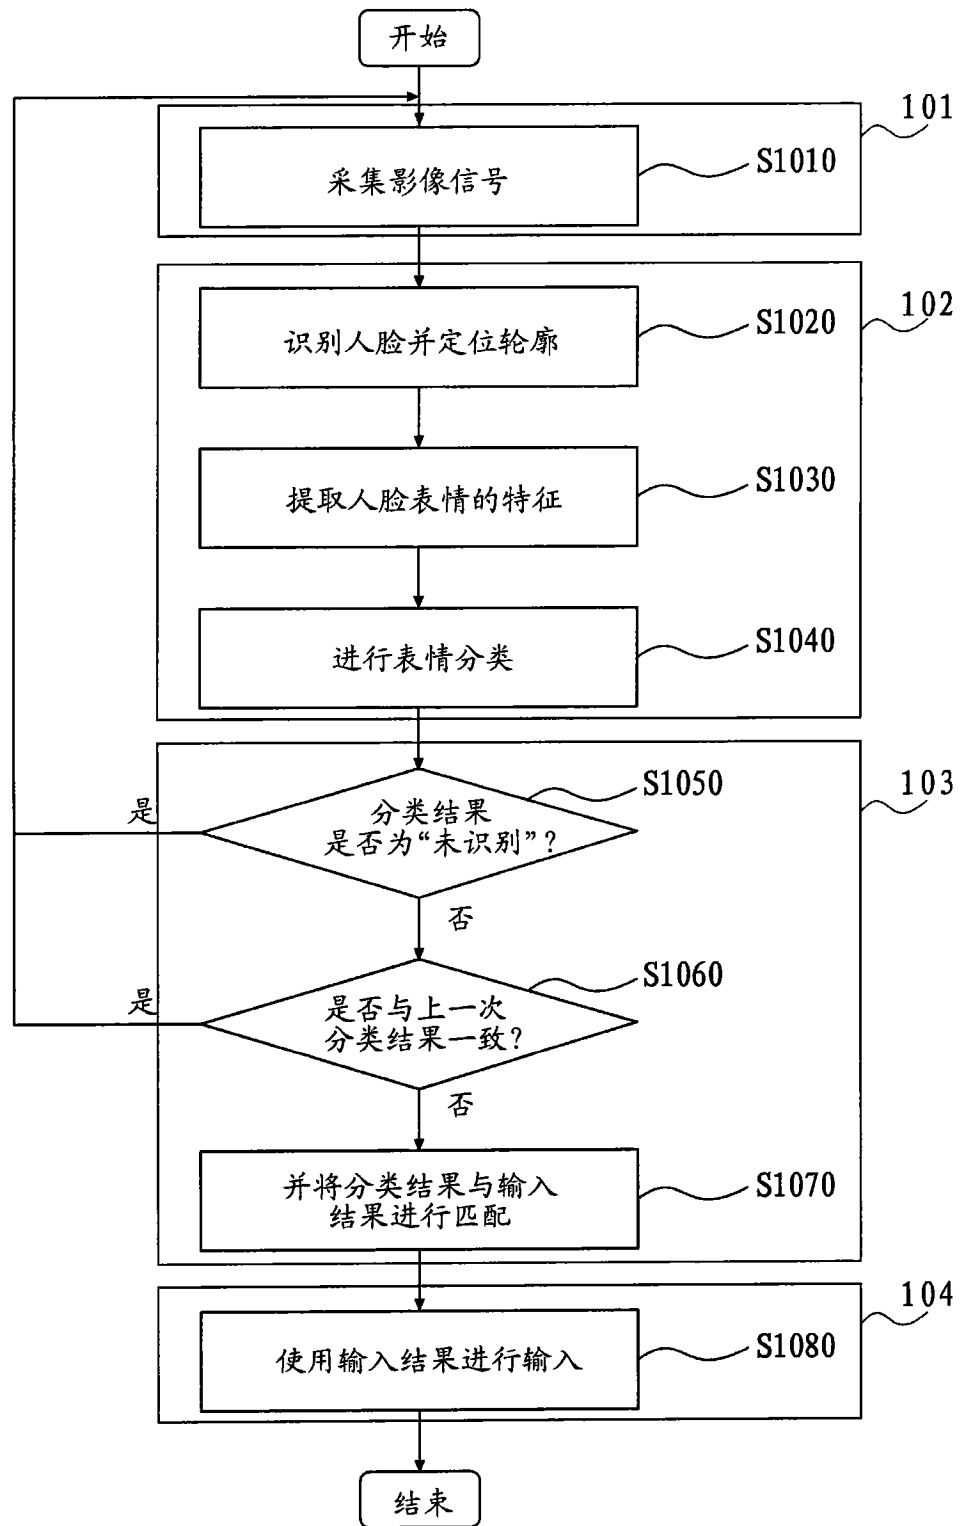 开始
101
采集影像信号
S1010
102
识别人脸并定位轮廓
S1020
提取人脸表情的特征
S1030
进行表情分类
S1040
103
分类结果
是否为“未识别”？
S1050
是
否
是否与上一次
分类结果一致？
S1060
是
否
并将分类结果与输入
结果进行匹配
S1070
104
使用输入结果进行输入
S1080
结束